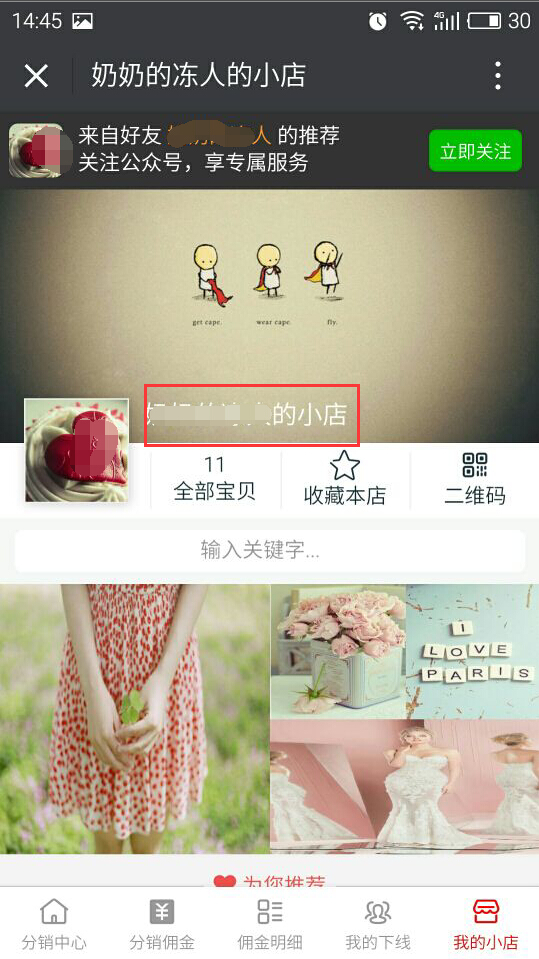 14:45
4G
30
奶奶的冻人的小店
来自好友 人 的推荐
关注公众号，享专属服务
立即关注
get cape.
wear cape.
fly.
的小店
11
全部宝贝
收藏本店
二维码
输入关键字...
I
LOVE
PARIS
为您推荐
分销中心
分销佣金
佣金明细
我的下线
我的小店